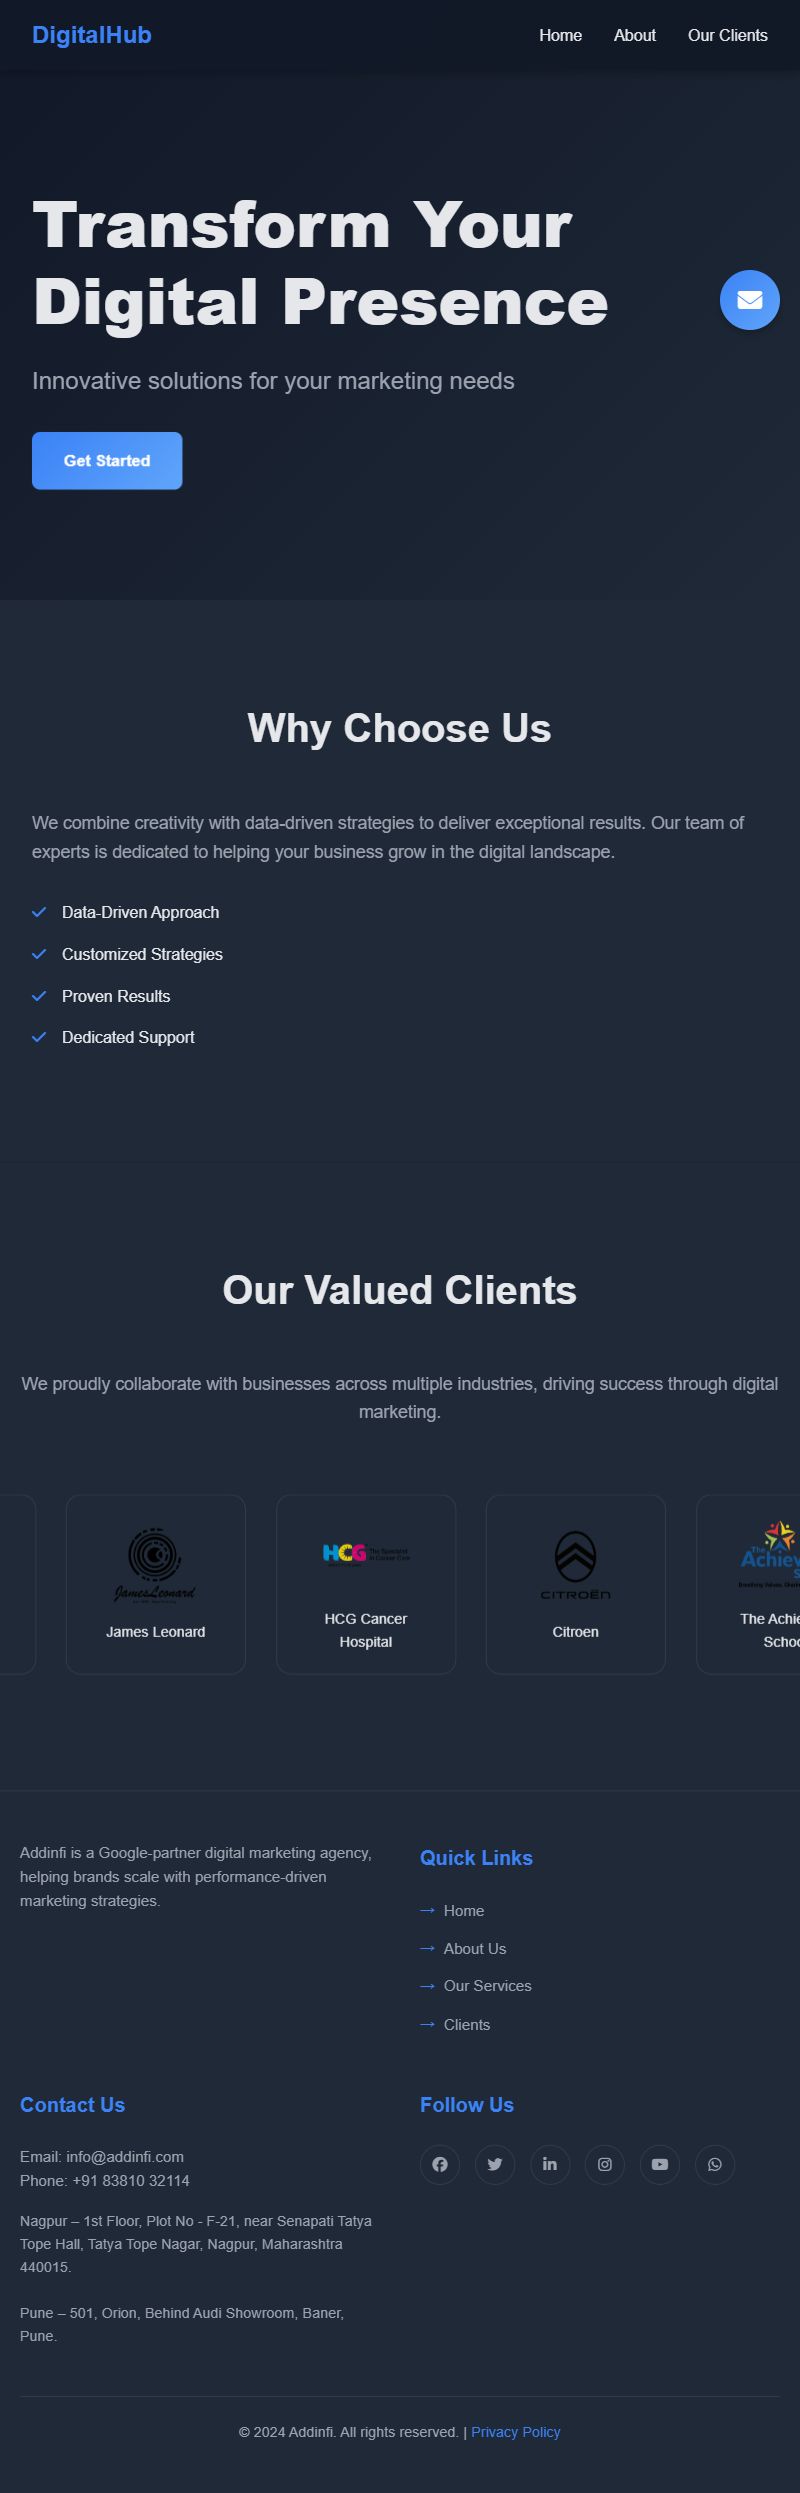 DigitalHub
Home About Our Clients
Transform Your
Digital Presence
Innovative solutions for your marketing needs
Get Started
Why Choose Us
We combine creativity with data-driven strategies to deliver exceptional results. Our team of
experts is dedicated to helping your business grow in the digital landscape.
Data-Driven Approach
Customized Strategies
Proven Results
Dedicated Support
Our Valued Clients
We proudly collaborate with businesses across multiple industries, driving success through digital
marketing.
JamesLeonard
James Leonard
HCG The Specialist
in Cancer Care
HCG Cancer
Hospital
CITROËN
Citroen
The
Achiev
S
The Achie
Schoo
Addinfi is a Google-partner digital marketing agency,
helping brands scale with performance-driven
marketing strategies.
Quick Links
→ Home
→ About Us
→ Our Services
→ Clients
Contact Us
Email: info@addinfi.com
Phone: +91 83810 32114
Nagpur – 1st Floor, Plot No - F-21, near Senapati Tatya
Tope Hall, Tatya Tope Nagar, Nagpur, Maharashtra
440015.
Pune – 501, Orion, Behind Audi Showroom, Baner,
Pune.
Follow Us
© 2024 Addinfi. All rights reserved. | Privacy Policy